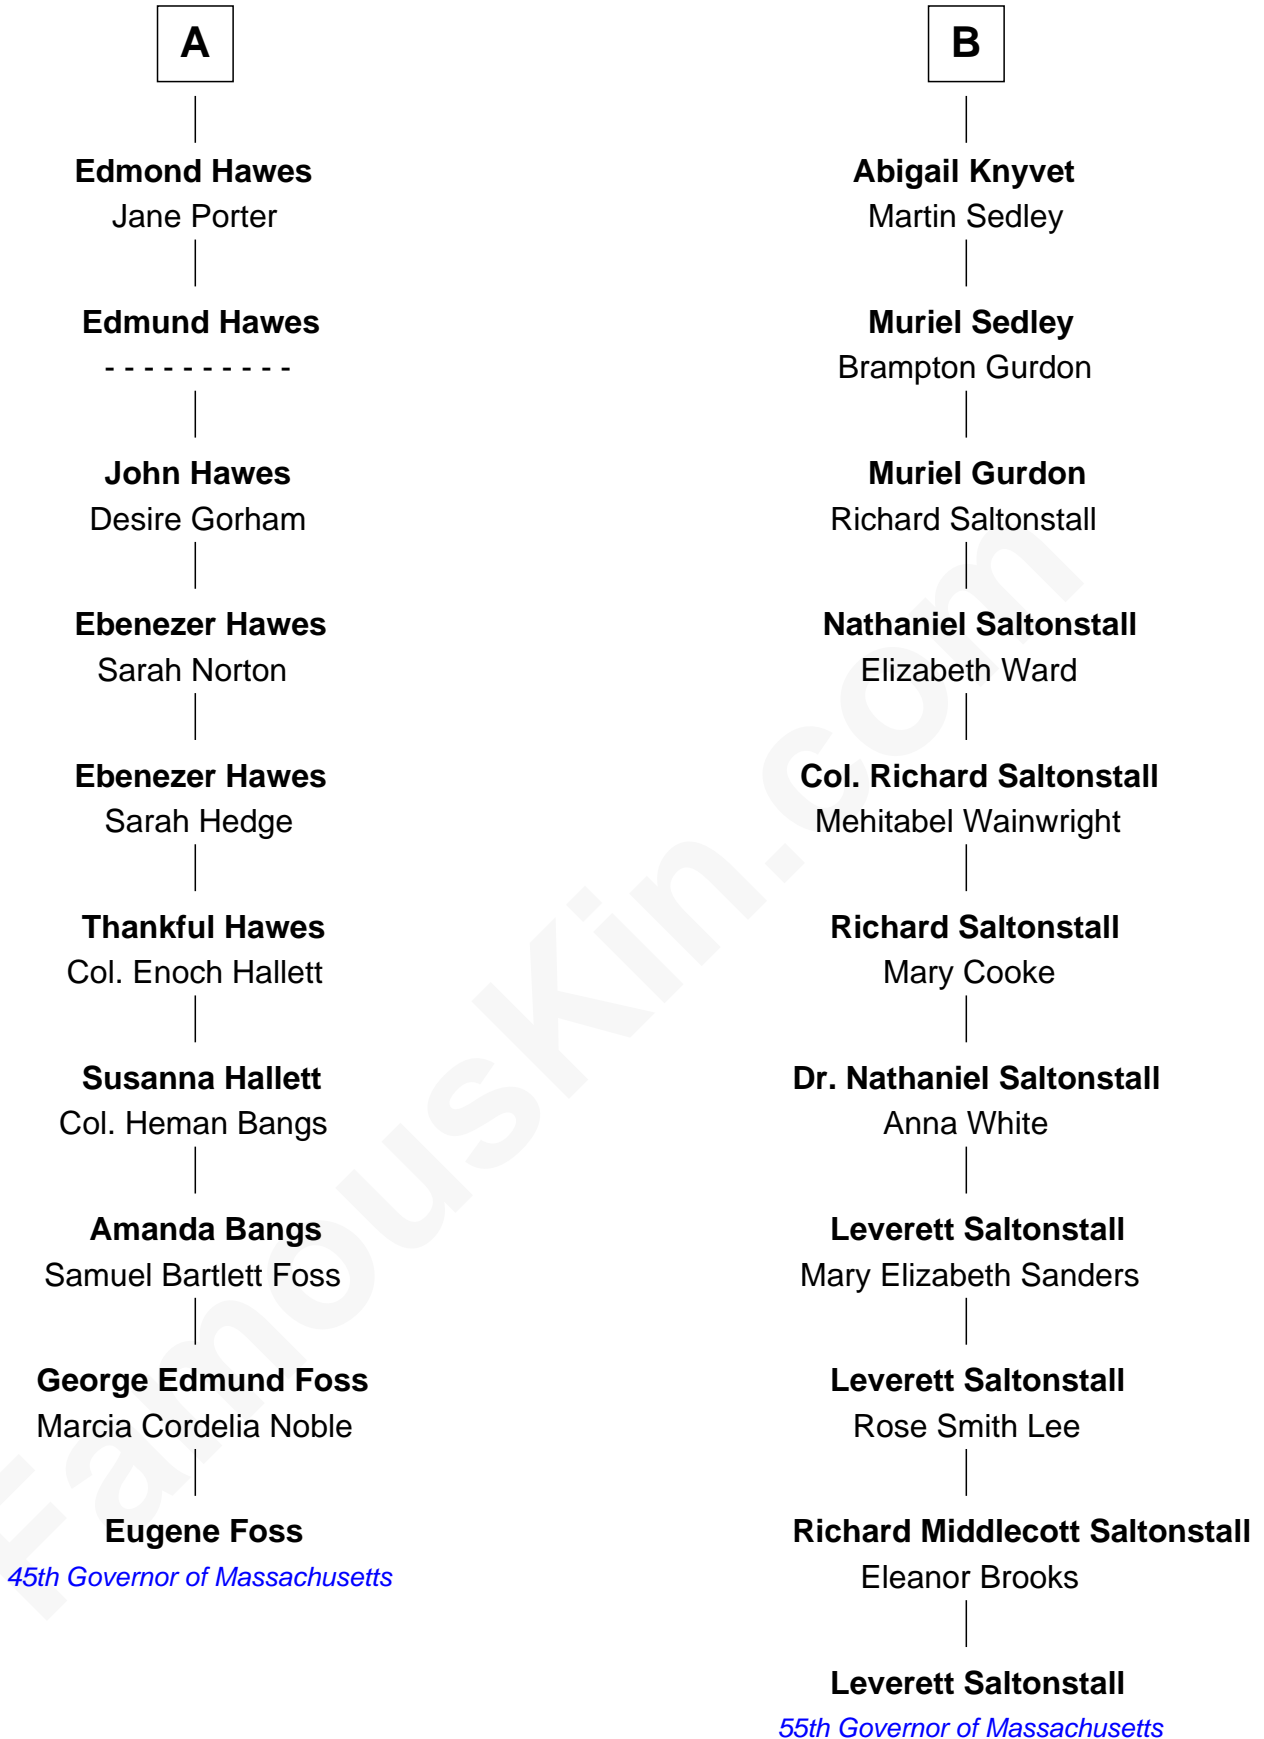 A
Edmond Hawes
Jane Porter
Edmund Hawes
- - - - - - - - - -
John Hawes
Desire Gorham
Ebenezer Hawes
Sarah Norton
Ebenezer Hawes
Sarah Hedge
Thankful Hawes
Col. Enoch Hallett
Susanna Hallett
Col. Heman Bangs
Amanda Bangs
Samuel Bartlett Foss
George Edmund Foss
Marcia Cordelia Noble
Eugene Foss
45th Governor of Massachusetts
B
Abigail Knyvet
Martin Sedley
Muriel Sedley
Brampton Gurdon
Muriel Gurdon
Richard Saltonstall
Nathaniel Saltonstall
Elizabeth Ward
Col. Richard Saltonstall
Mehitabel Wainwright
Richard Saltonstall
Mary Cooke
Dr. Nathaniel Saltonstall
Anna White
Leverett Saltonstall
Mary Elizabeth Sanders
Leverett Saltonstall
Rose Smith Lee
Richard Middlecott Saltonstall
Eleanor Brooks
Leverett Saltonstall
55th Governor of Massachusetts
FamousKin.com